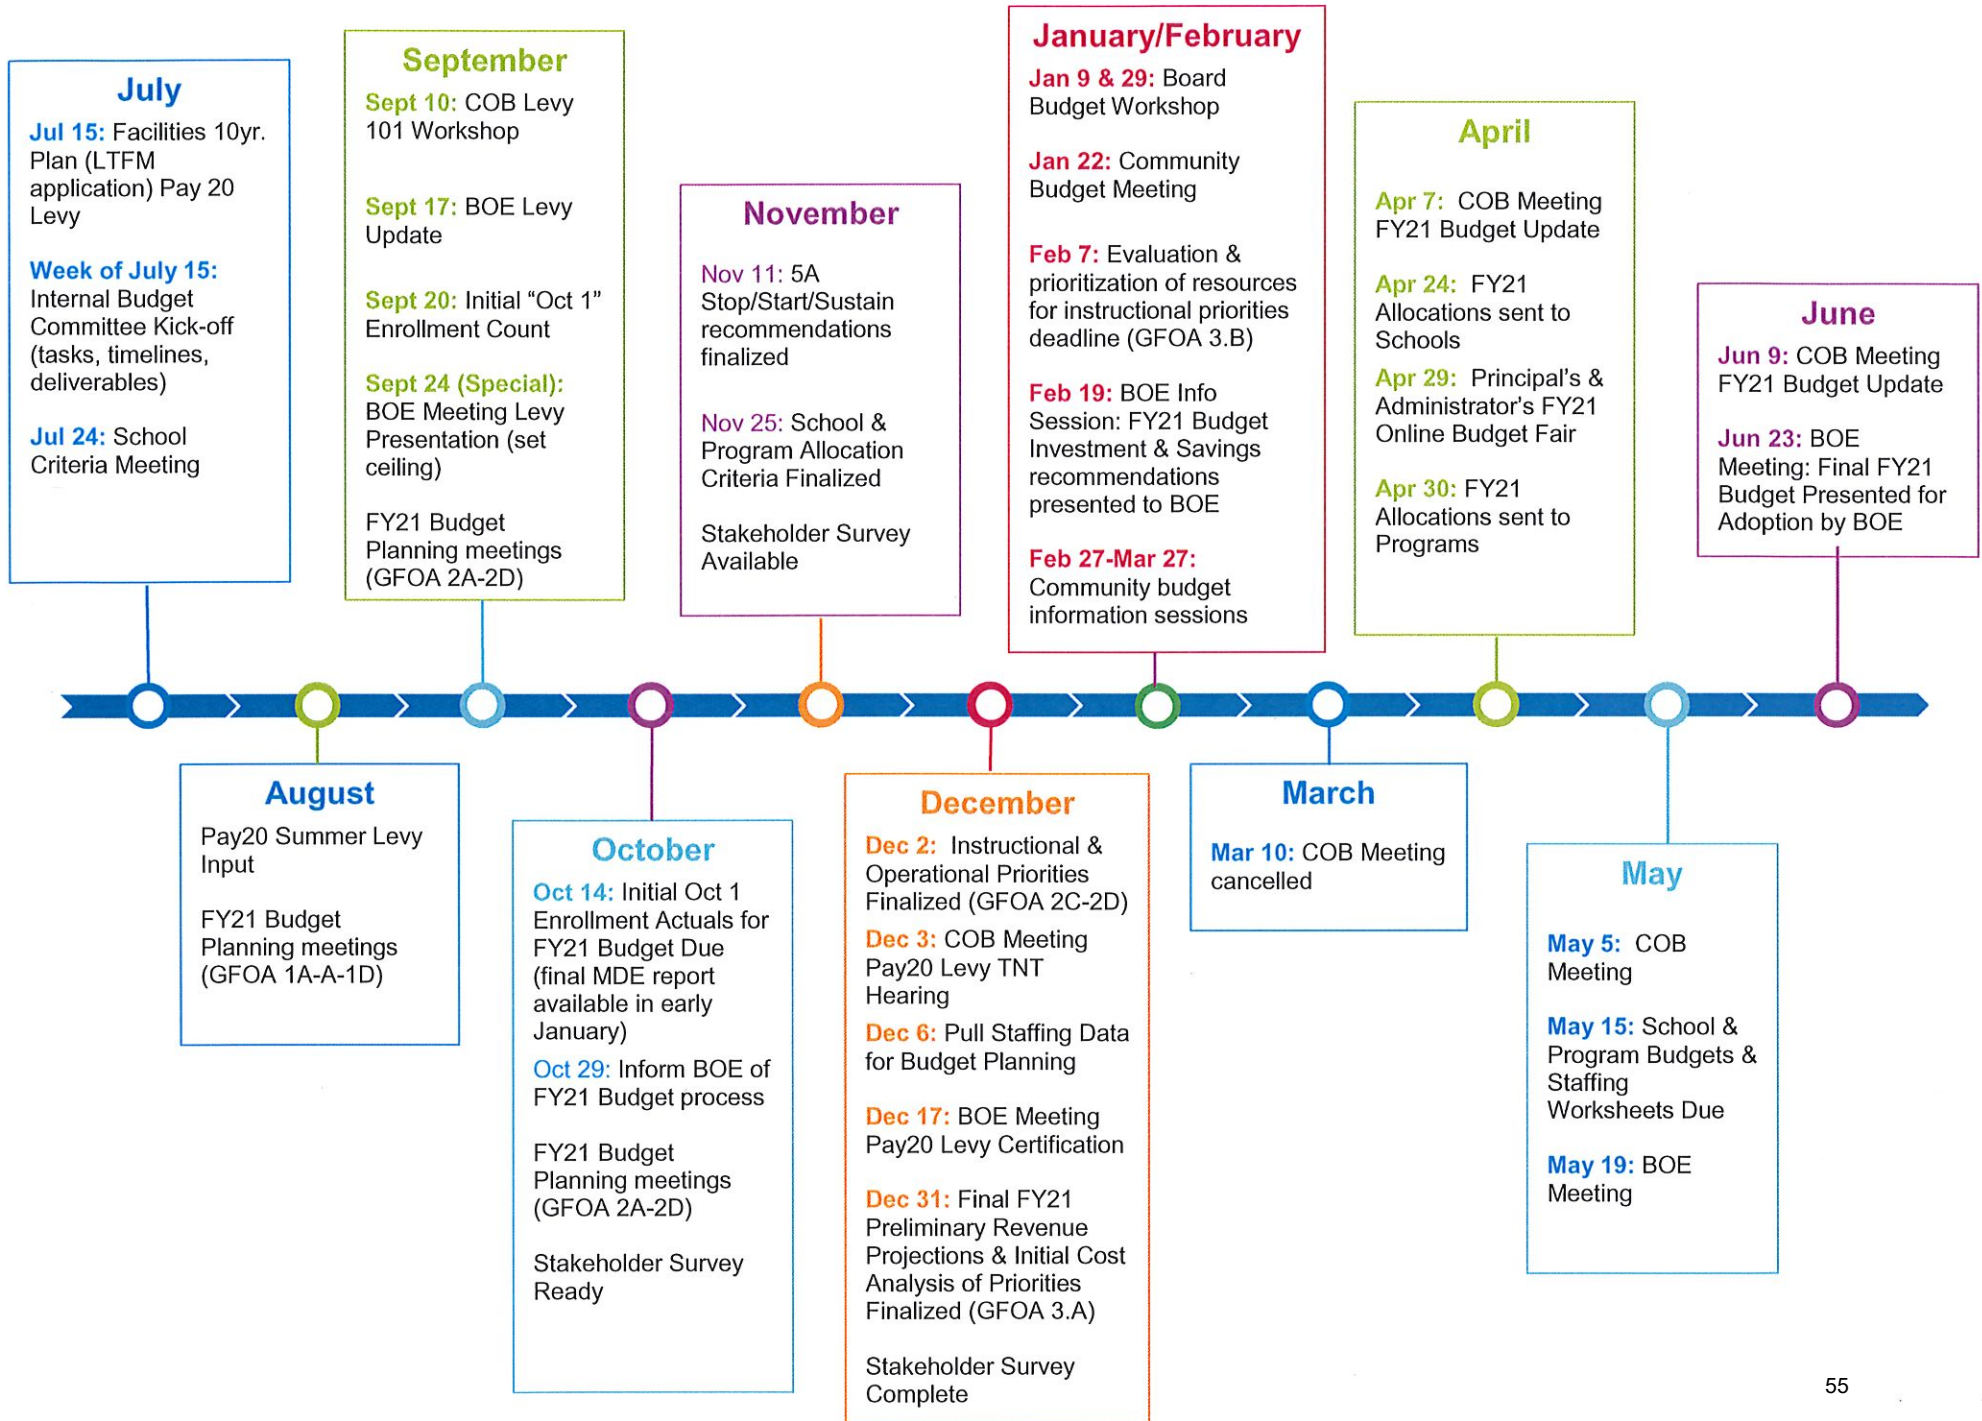 July
Jul 15: Facilities 10yr.
Plan (LTFM
application) Pay 20
Levy
Week of July 15:
Internal Budget
Committee Kick-off
(tasks, timelines,
deliverables)
Jul 24: School
Criteria Meeting
August
Pay20 Summer Levy
Input
FY21 Budget
Planning meetings
(GFOA 1A-A-1D)
September
Sept 10: COB Levy
101 Workshop
Sept 17: BOE Levy
Update
Sept 20: Initial “Oct 1”
Enrollment Count
Sept 24 (Special):
BOE Meeting Levy
Presentation (set
ceiling)
FY21 Budget
Planning meetings
(GFOA 2A-2D)
October
Oct 14: Initial Oct 1
Enrollment Actuals for
FY21 Budget Due
(final MDE report
available in early
January)
Oct 29: Inform BOE of
FY21 Budget process
FY21 Budget
Planning meetings
(GFOA 2A-2D)
Stakeholder Survey
Ready
November
Nov 11: 5A
Stop/Start/Sustain
recommendations
finalized
Nov 25: School &
Program Allocation
Criteria Finalized
Stakeholder Survey
Available
December
Dec 2: Instructional &
Operational Priorities
Finalized (GFOA 2C-2D)
Dec 3: COB Meeting
Pay20 Levy TNT
Hearing
Dec 6: Pull Staffing Data
for Budget Planning
Dec 17: BOE Meeting
Pay20 Levy Certification
Dec 31: Final FY21
Preliminary Revenue
Projections & Initial Cost
Analysis of Priorities
Finalized (GFOA 3.A)
Stakeholder Survey
Complete
January/February
Jan 9 & 29: Board
Budget Workshop
Jan 22: Community
Budget Meeting
Feb 7: Evaluation &
prioritization of resources
for instructional priorities
deadline (GFOA 3.B)
Feb 19: BOE Info
Session: FY21 Budget
Investment & Savings
recommendations
presented to BOE
Feb 27-Mar 27:
Community budget
information sessions
March
Mar 10: COB Meeting
cancelled
April
Apr 7: COB Meeting
FY21 Budget Update
Apr 24: FY21
Allocations sent to
Schools
Apr 29: Principal’s &
Administrator’s FY21
Online Budget Fair
Apr 30: FY21
Allocations sent to
Programs
May
May 5: COB
Meeting
May 15: School &
Program Budgets &
Staffing
Worksheets Due
May 19: BOE
Meeting
June
Jun 9: COB Meeting
FY21 Budget Update
Jun 23: BOE
Meeting: Final FY21
Budget Presented for
Adoption by BOE
55